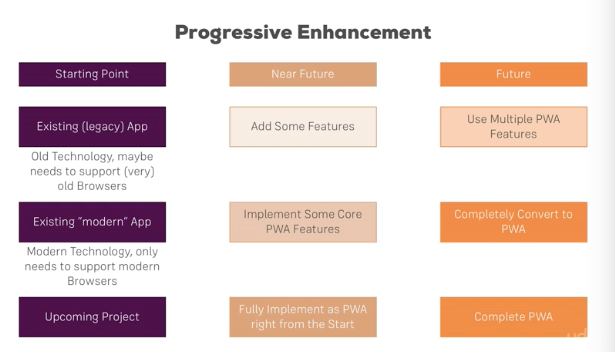 Progressive Enhancement
Starting Point
Near Future
Future
Existing (legacy) App
Add Some Features
Use Multiple PWA
Features
Old Technology, maybe
needs to support (very)
old Browsers
Existing “modern” App
Implement Some Core
PWA Features
Completely Convert to
PWA
Modern Technology, only
needs to support modern
Browsers
Upcoming Project
Fully Implement as PWA
right from the Start
Complete PWA